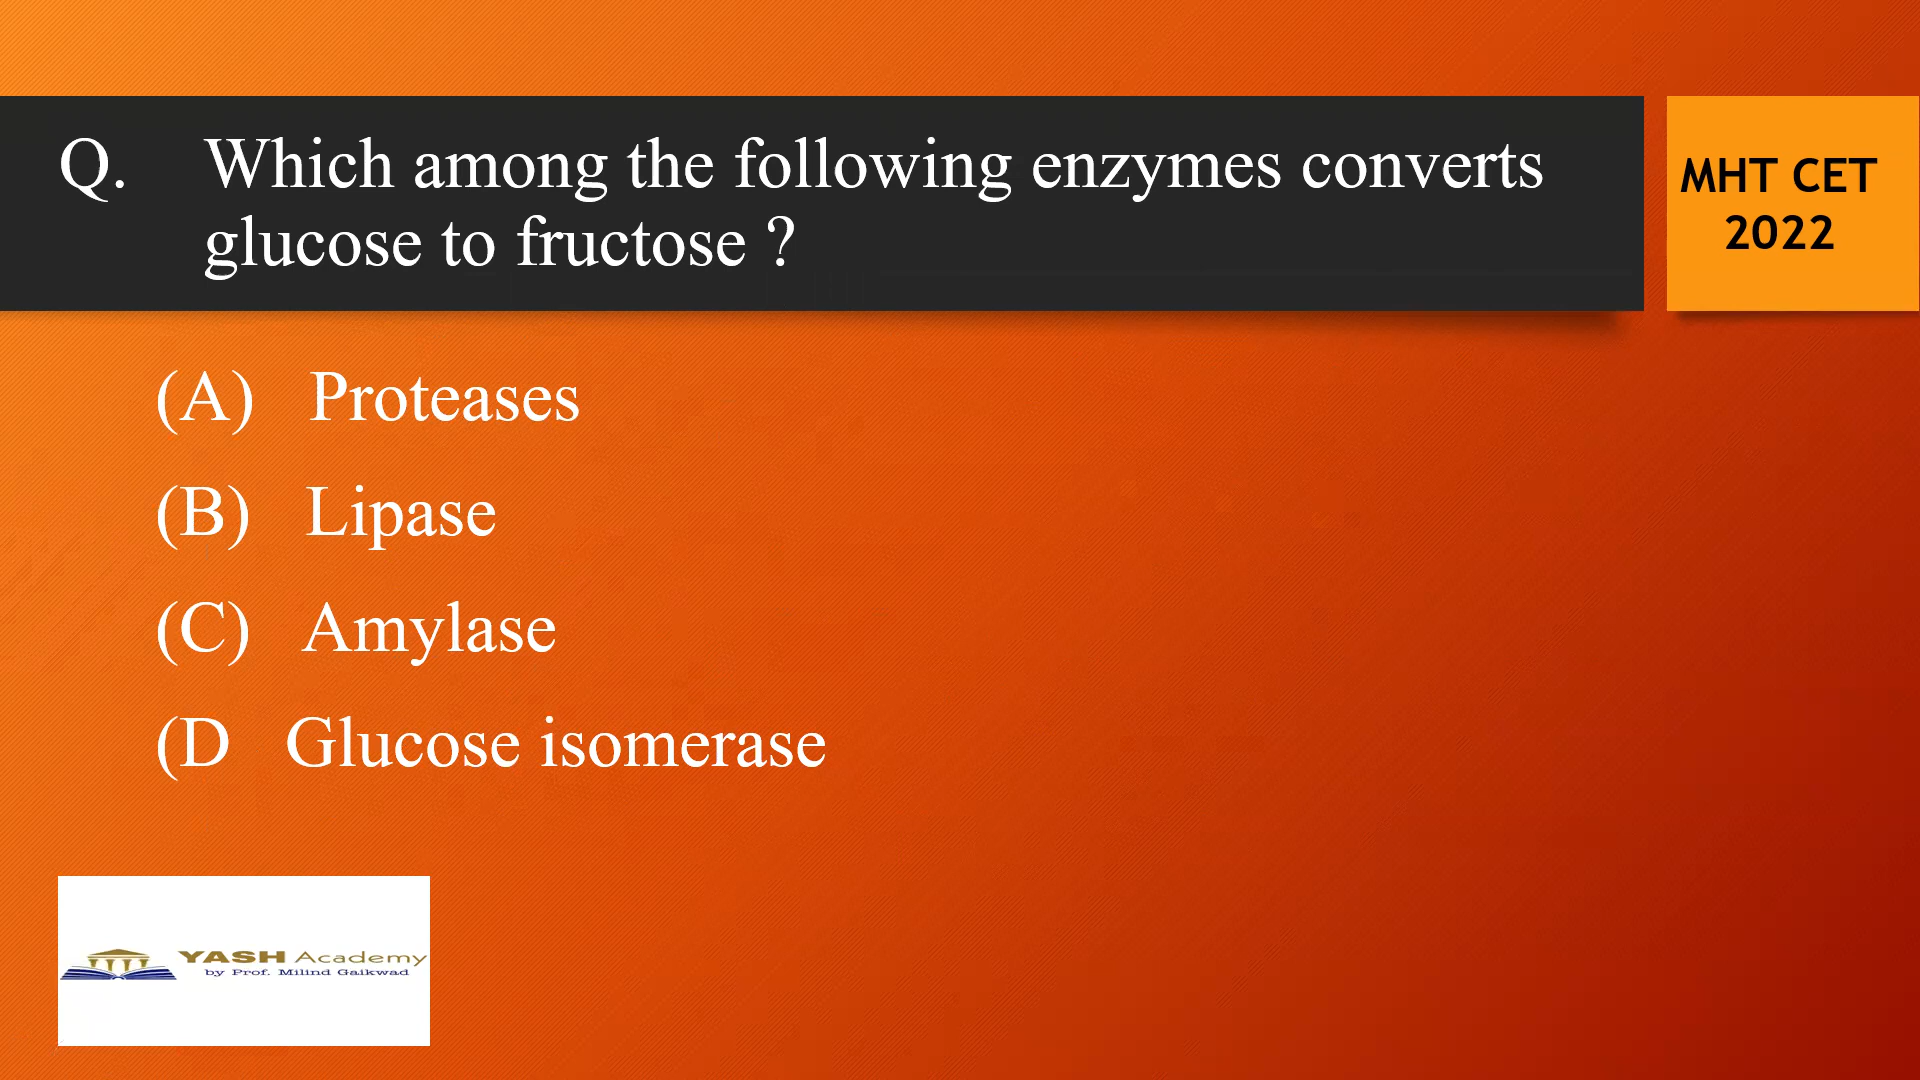 Q. Which among the following enzymes converts
glucose to fructose ?
MHT CET
2022
(A) Proteases
(B) Lipase
(C) Amylase
(D Glucose isomerase
YASH Academy
by Prof. Milind Gaikwad